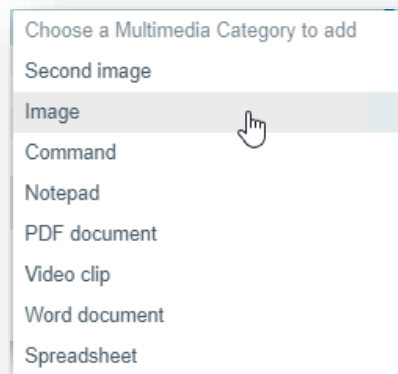 Choose a Multimedia Category to add
Second image
Image
Command
Notepad
PDF document
Video clip
Word document
Spreadsheet